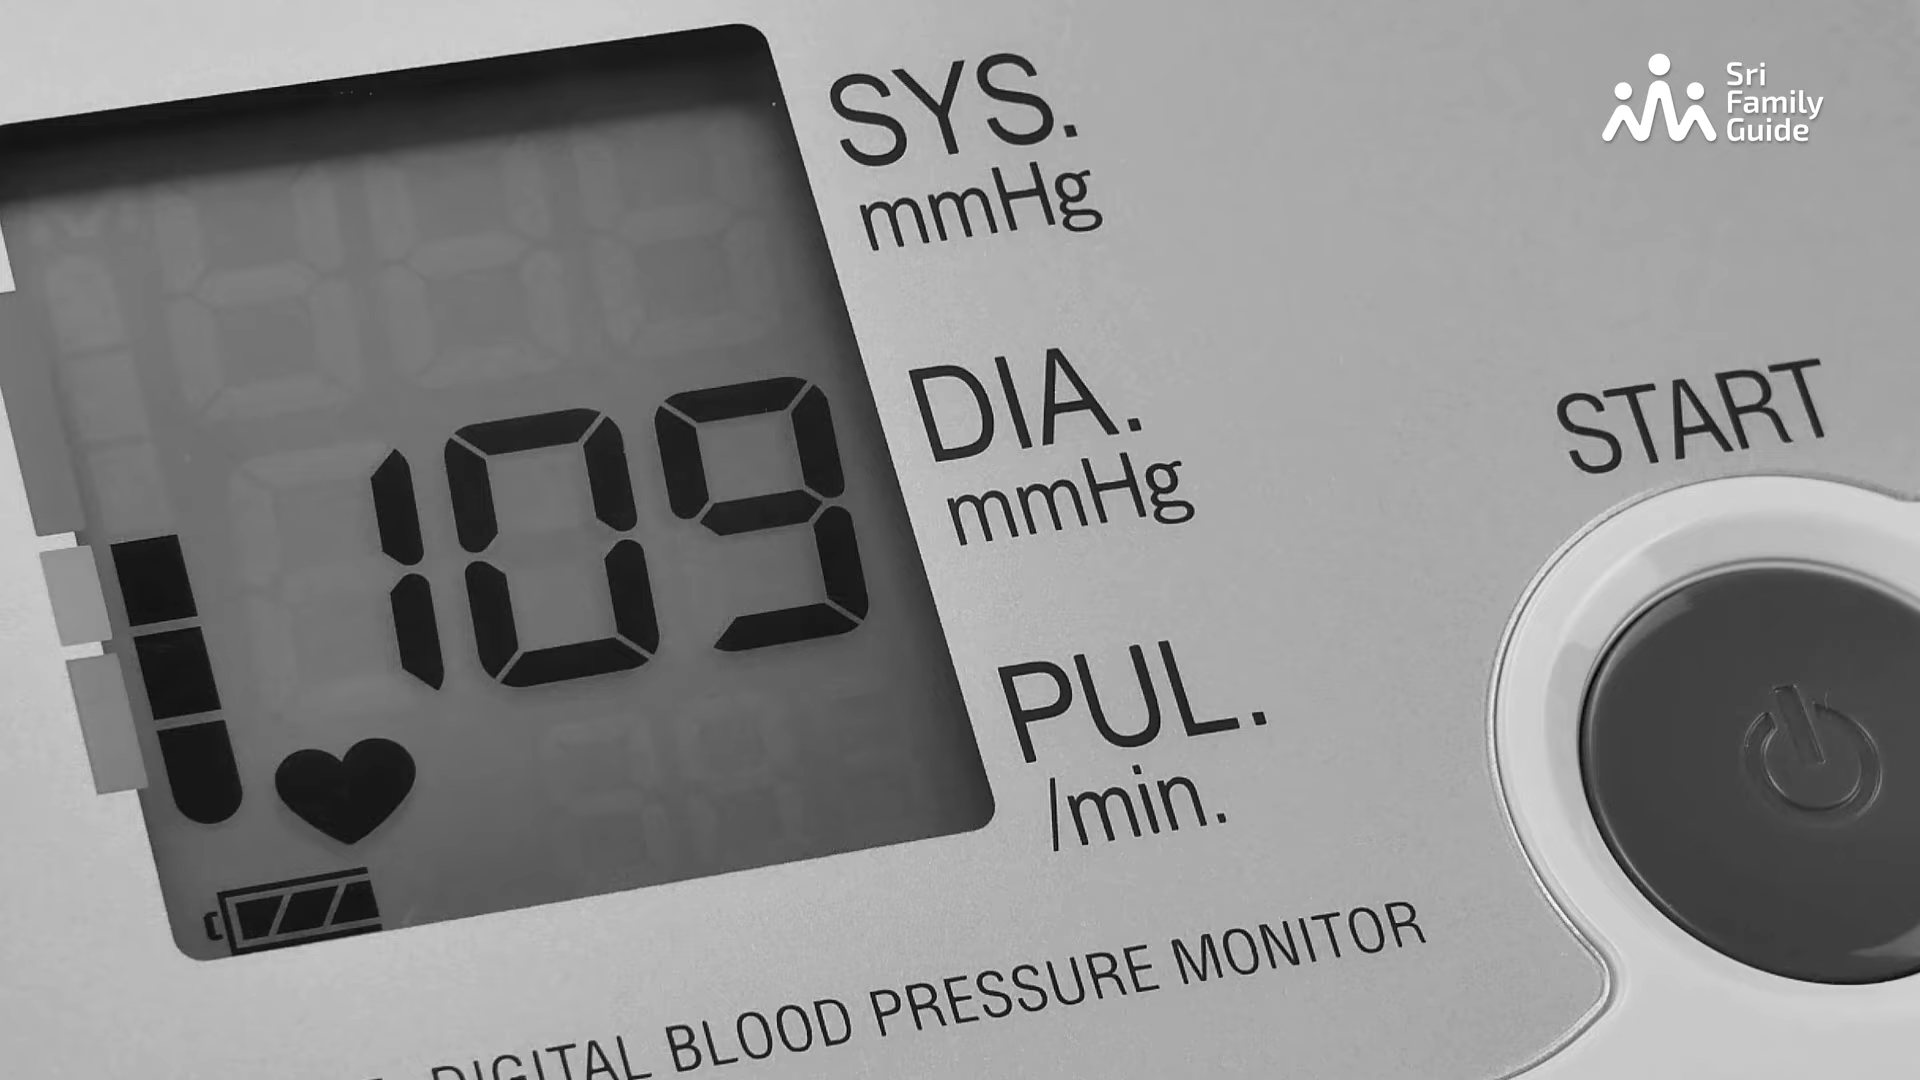 SYS.
mmHg
Sri
Family
Guide
109
DIA.
mmHg
START
PUL.
/min.
DIGITAL BLOOD PRESSURE MONITOR